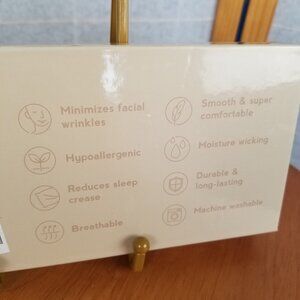 Minimizes facial
wrinkles
Hypoallergenic
Reduces sleep
crease
Breathable
Smooth & super
comfortable
Moisture wicking
Durable &
long-lasting
Machine washable